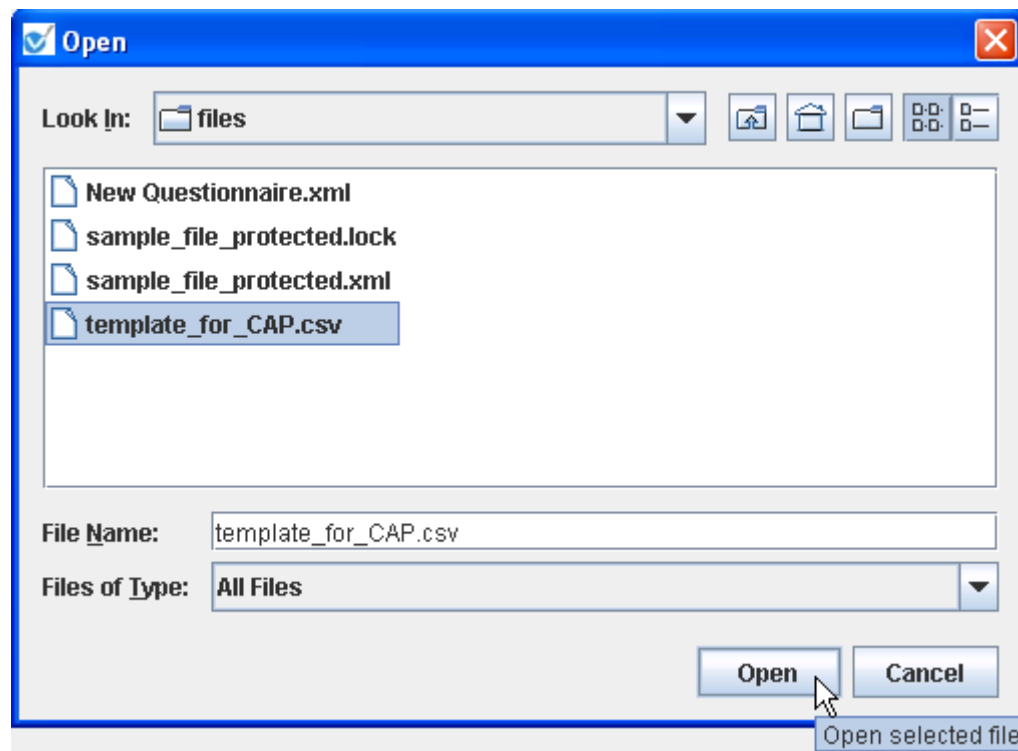 Open
Look In: files
New Questionnaire.xml
sample_file_protected.lock
sample_file_protected.xml
template_for_CAP.csv
File Name: template_for_CAP.csv
Files of Type: All Files
Open Cancel
Open selected file